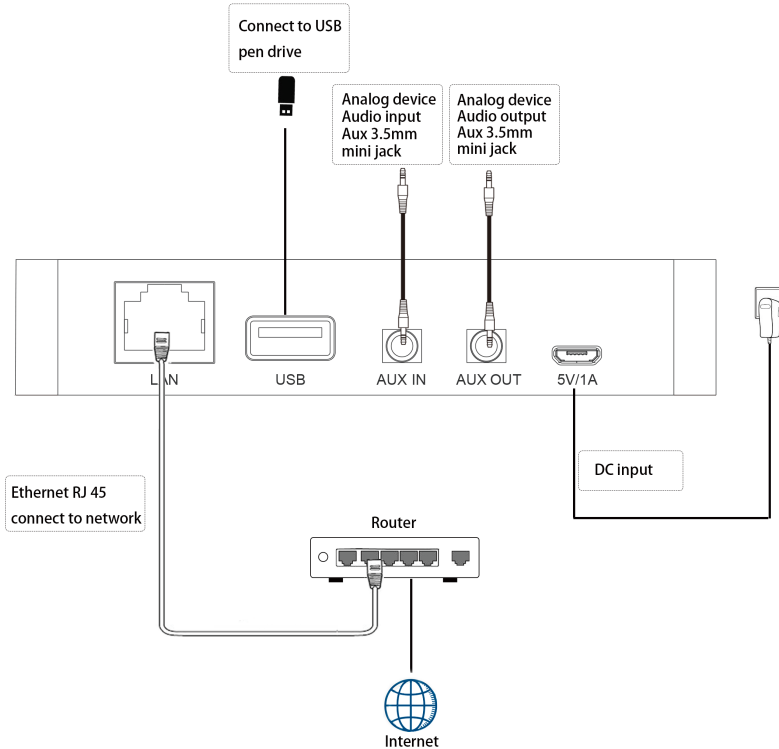 Connect to USB
pen drive
Analog device
Audio input
Aux 3.5mm
mini jack
Analog device
Audio output
Aux 3.5mm
mini jack
LAN
USB
AUX IN
AUX OUT
5V/1A
DC input
Ethernet RJ 45
connect to network
Router
Internet